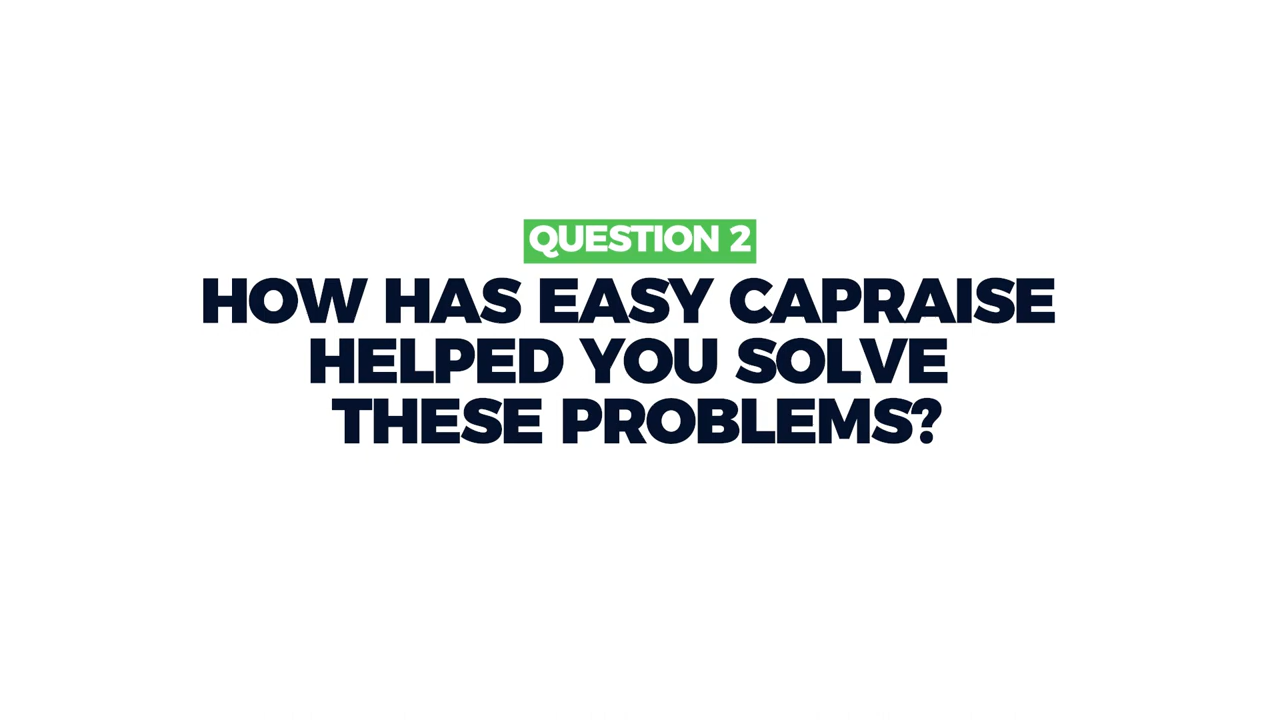 QUESTION 2
HOW HAS EASY CAPRAISE
HELPED YOU SOLVE
THESE PROBLEMS?